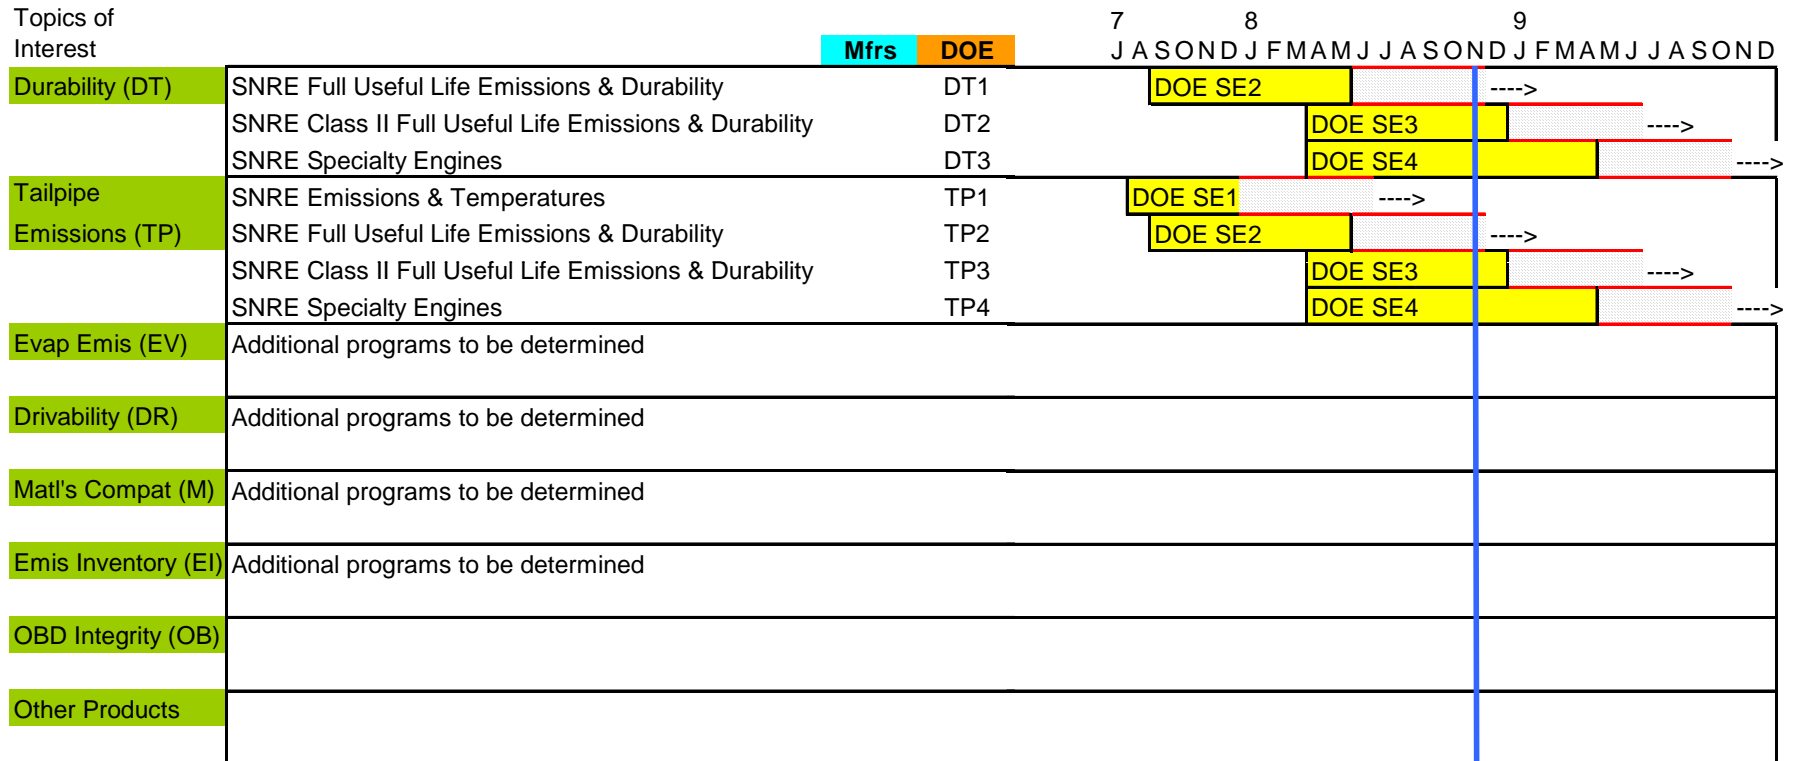 Topics of 7 8 9
Interest Mfrs DOE J A S O N D J F M A M J J A S O N D J F M A M J J A S O N D
Durability (DT) SNRE Full Useful Life Emissions & Durability DT1 DOE SE2 ---->
SNRE Class II Full Useful Life Emissions & Durability DT2 DOE SE3 ---->
SNRE Specialty Engines DT3 DOE SE4 ---->
Tailpipe SNRE Emissions & Temperatures TP1 DOE SE1 ---->
Emissions (TP) SNRE Full Useful Life Emissions & Durability TP2 DOE SE2 ---->
SNRE Class II Full Useful Life Emissions & Durability TP3 DOE SE3 ---->
SNRE Specialty Engines TP4 DOE SE4 ---->
Evap Emis (EV) Additional programs to be determined
Drivability (DR) Additional programs to be determined
Matl's Compat (M) Additional programs to be determined
Emis Inventory (EI) Additional programs to be determined
OBD Integrity (OB)
Other Products